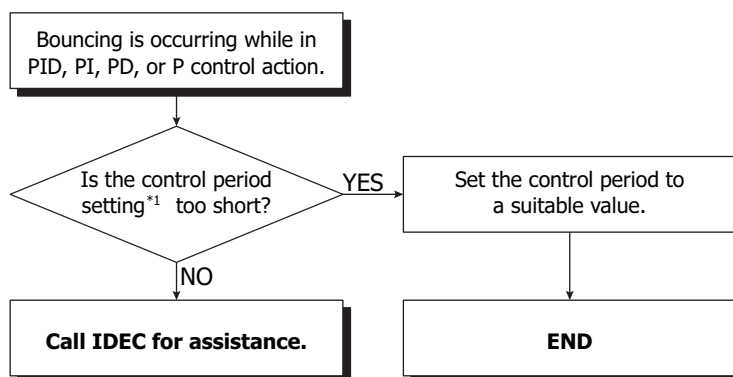 Bouncing is occurring while in
PID, PI, PD, or P control action.
Is the control period
setting*1 too short?
YES
Set the control period to
a suitable value.
NO
Call IDEC for assistance.
END